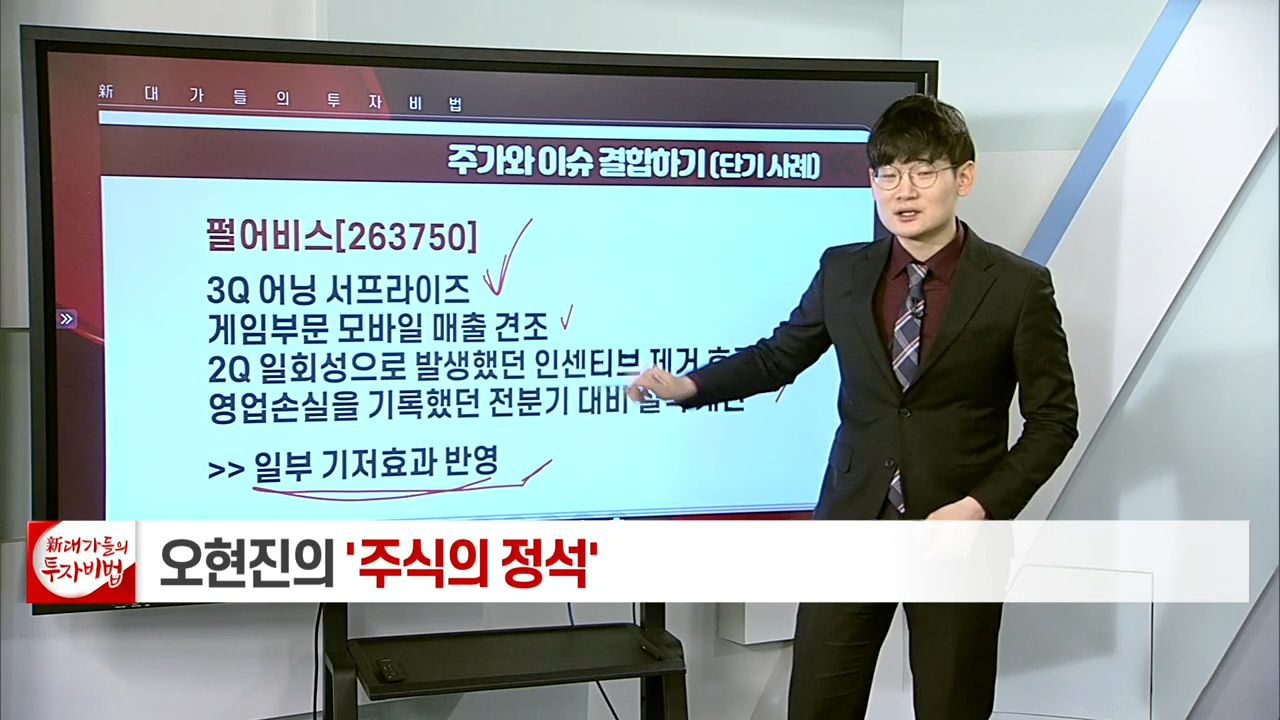 新대가들의 투자비법
주가와 이슈 결합하기 (단기 사례)
펄어비스[263750]
3Q 어닝 서프라이즈
게임부문 모바일 매출 견조
2Q 일회성으로 발생했던 인센티브 제거
영업손실을 기록했던 전분기 대비
>> 일부 기저효과 반영
新대가들의
투자비법
오현진의 '주식의 정석'